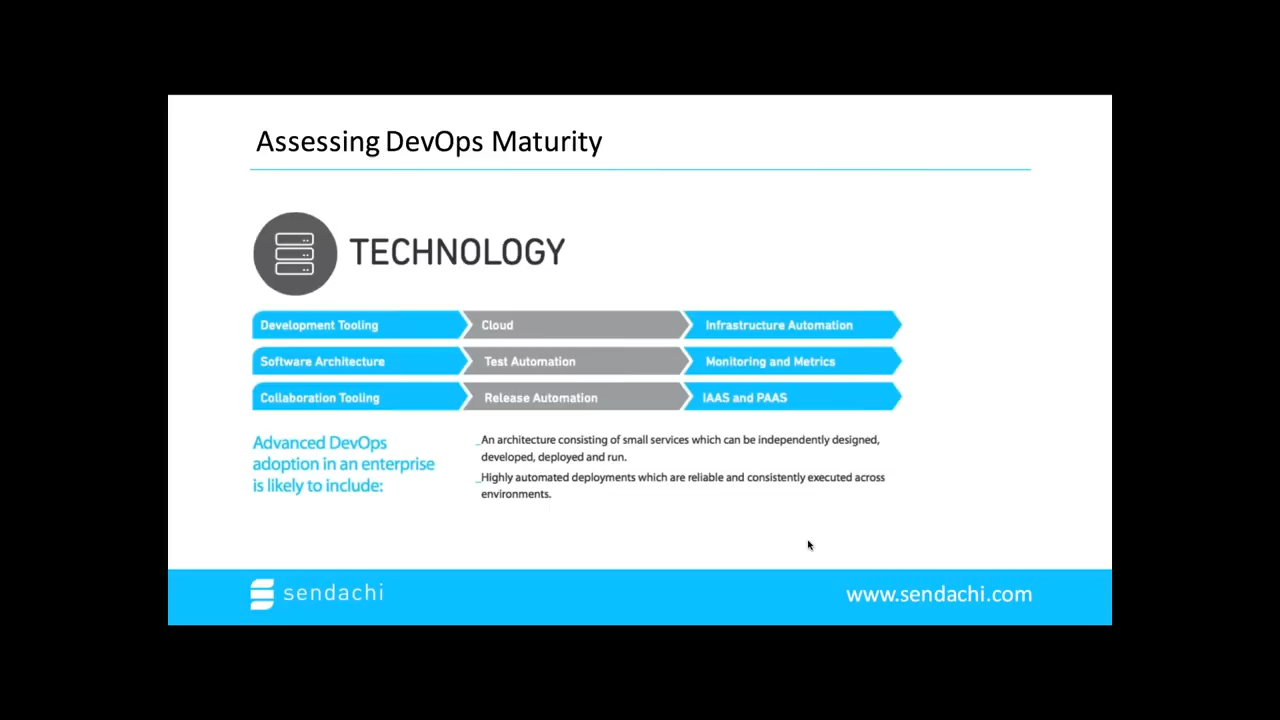 Assessing DevOps Maturity
TECHNOLOGY
Development Tooling
Cloud
Infrastructure Automation
Software Architecture
Test Automation
Monitoring and Metrics
Collaboration Tooling
Release Automation
IAAS and PAAS
Advanced DevOps
adoption in an enterprise
is likely to include:
_An architecture consisting of small services which can be independently designed,
developed, deployed and run.
_Highly automated deployments which are reliable and consistently executed across
environments.
sendachi
www.sendachi.com